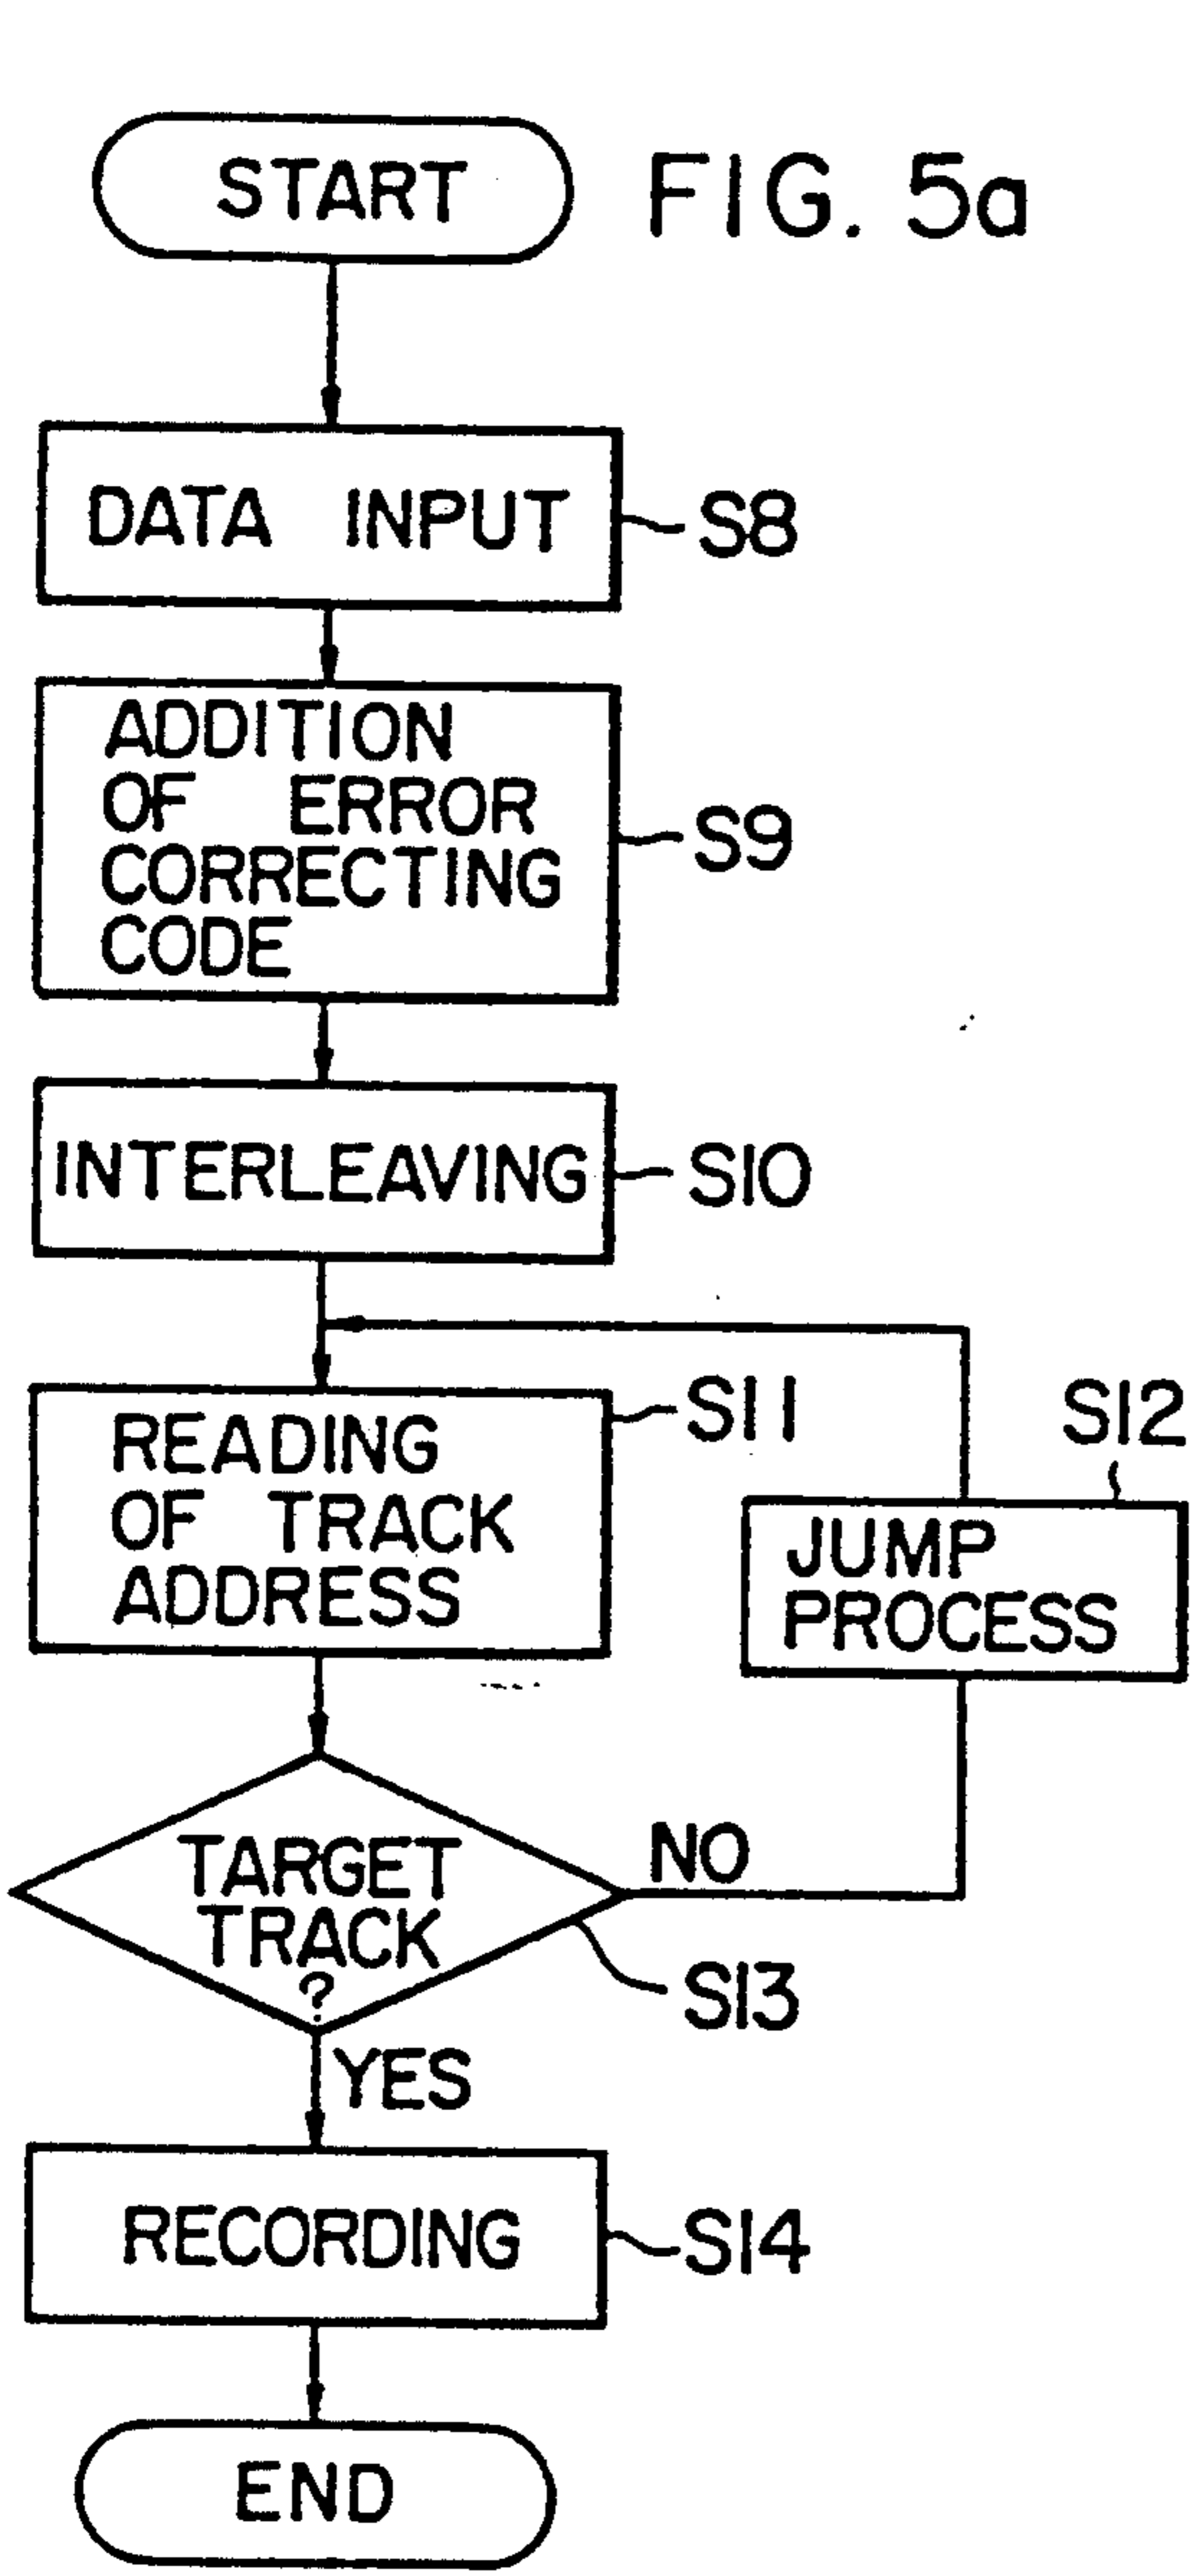 START
FIG. 5a
DATA INPUT
S8
ADDITION
OF ERROR
CORRECTING
CODE
S9
INTERLEAVING
S10
READING
OF TRACK
ADDRESS
S11
S12
JUMP
PROCESS
TARGET
TRACK
?
NO
S13
YES
RECORDING
S14
END